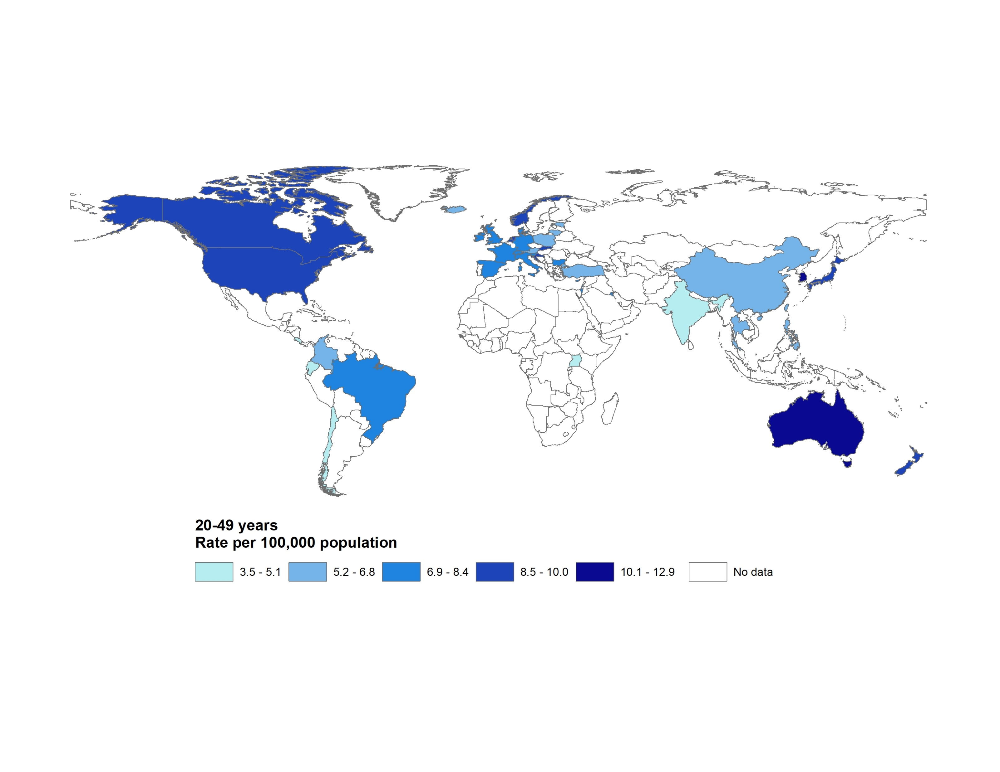 20-49 years
Rate per 100,000 population
3.5 - 5.1 5.2 - 6.8 6.9 - 8.4 8.5 - 10.0 10.1 - 12.9 No data